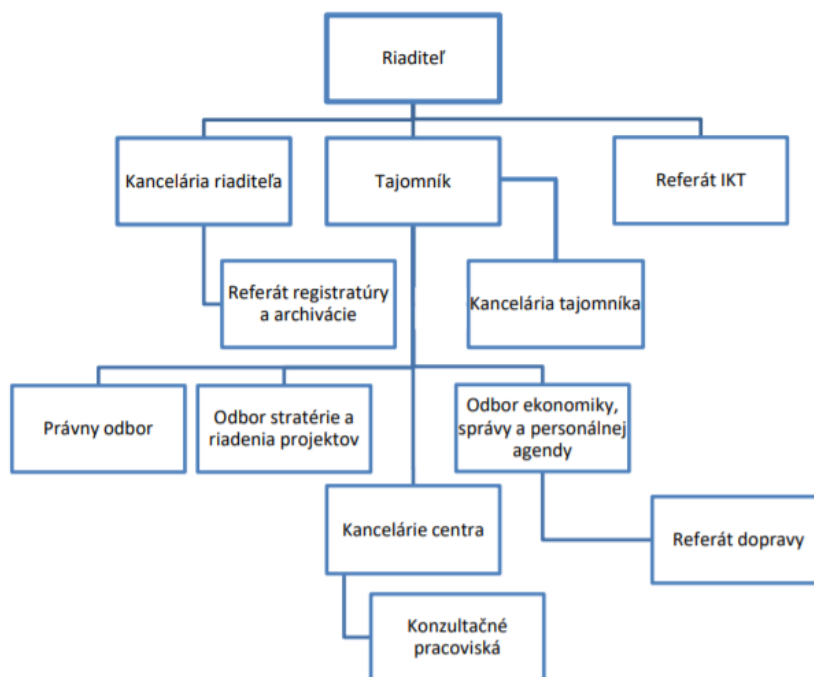 Riaditeľ
Kancelária riaditeľa
Tajomník
Referát IKT
Referát registratúry
a archivácie
Kancelária tajomníka
Právny odbor
Odbor stratérie a
riadenia projektov
Odbor ekonomiky,
správy a personálnej
agendy
Kancelárie centra
Referát dopravy
Konzultačné
pracoviská